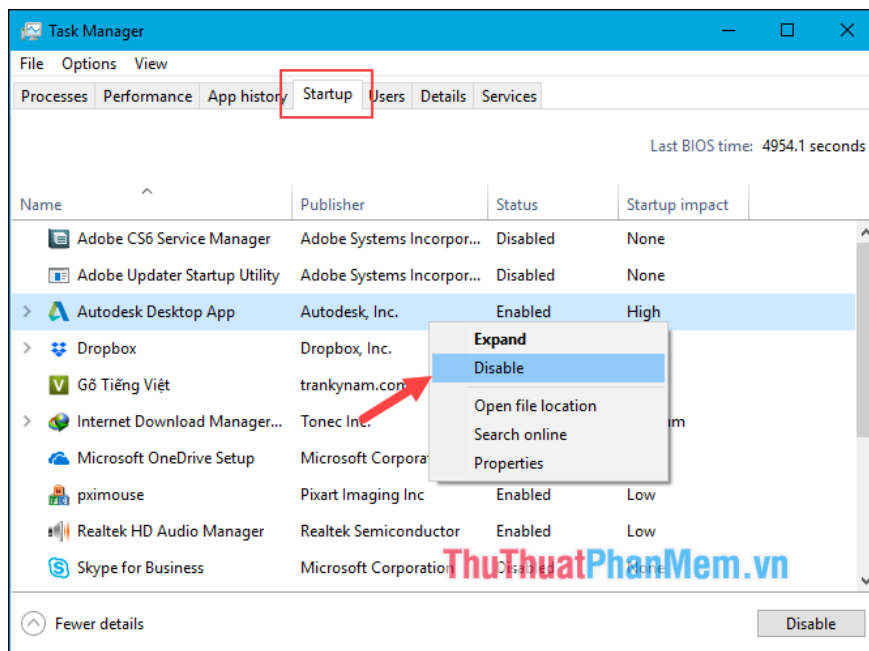 Task Manager
File Options View
Processes Performance App history Startup Users Details Services
Last BIOS time: 4954.1 seconds
Name Publisher Status Startup impact
Adobe CS6 Service Manager Adobe Systems Incorpor... Disabled None
Adobe Updater Startup Utility Adobe Systems Incorpor... Disabled None
Autodesk Desktop App Autodesk, Inc. Enabled High
Expand
Dropbox Dropbox, Inc.
Disable
Gõ Tiếng Việt trankynam.com
Open file location
Internet Download Manager... Tonec Inc.
Search online
Microsoft OneDrive Setup
Properties
pximouse Pixart Imaging Inc Enabled Low
Realtek HD Audio Manager Realtek Semiconductor Enabled Low
Skype for Business Microsoft Corporation Disabled None
ThuThuatPhanMem.vn
Fewer details Disable